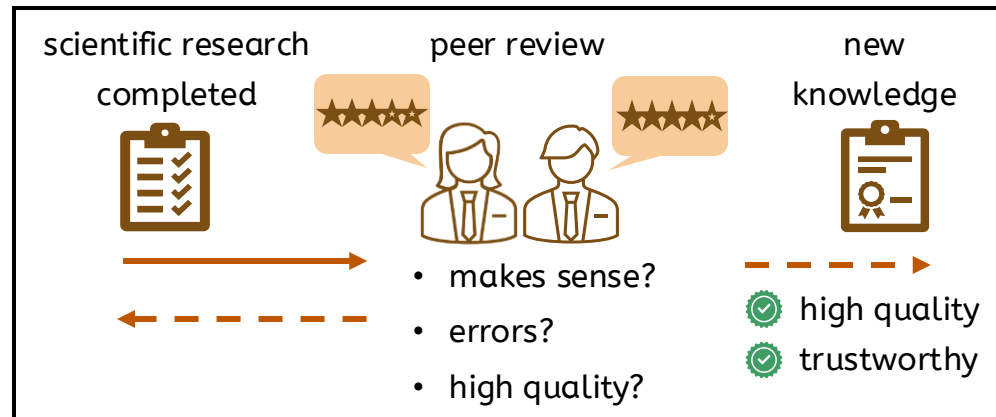 scientific research
completed
peer review
new
knowledge
• makes sense?
• errors?
• high quality?
high quality
trustworthy